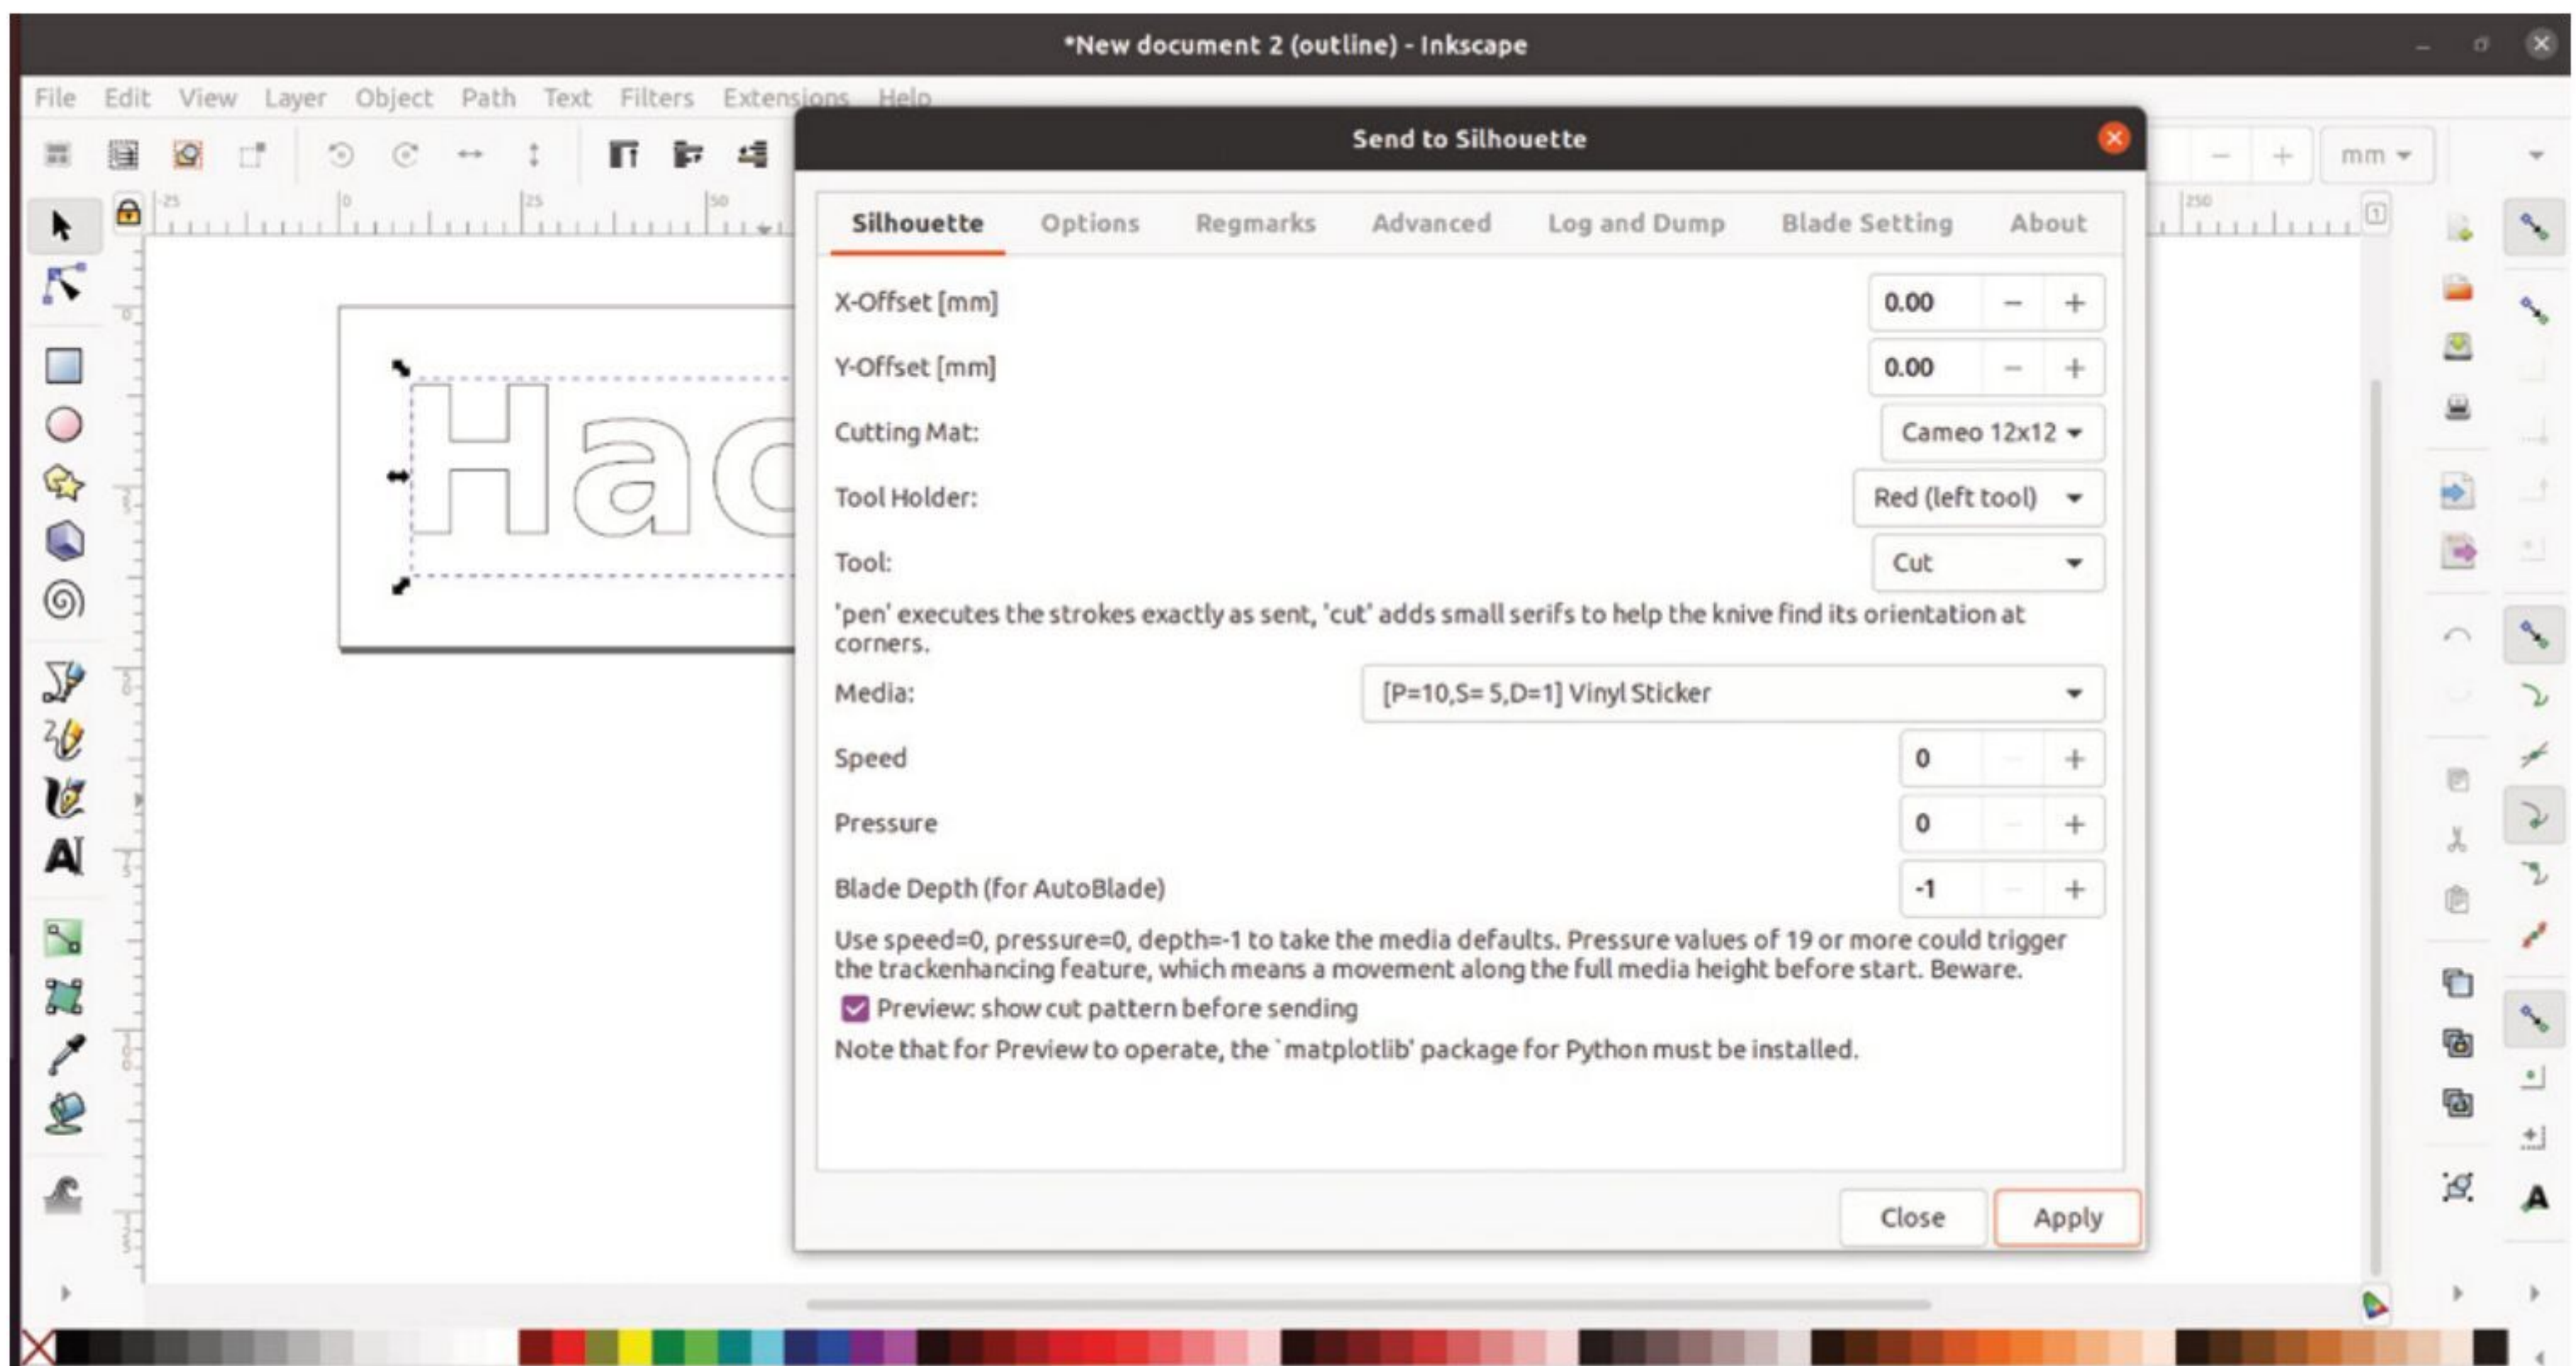 *New document 2 (outline) - Inkscape
File Edit View Layer Object Path Text Filters Extensions Help
Send to Silhouette
mm
-25 0 25 50 250
1
Silhouette Options Regmarks Advanced Log and Dump Blade Setting About
X-Offset [mm] 0.00 − +
Y-Offset [mm] 0.00 − +
Cutting Mat: Cameo 12x12
Tool Holder: Red (left tool)
Tool: Cut
'pen' executes the strokes exactly as sent, 'cut' adds small serifs to help the knive find its orientation at
corners.
Hac
Media: [P=10,S= 5,D=1] Vinyl Sticker
Speed 0 − +
Pressure 0 − +
Blade Depth (for AutoBlade) -1 − +
Use speed=0, pressure=0, depth=-1 to take the media defaults. Pressure values of 19 or more could trigger
the trackenhancing feature, which means a movement along the full media height before start. Beware.
Preview: show cut pattern before sending
Note that for Preview to operate, the `matplotlib' package for Python must be installed.
Close Apply